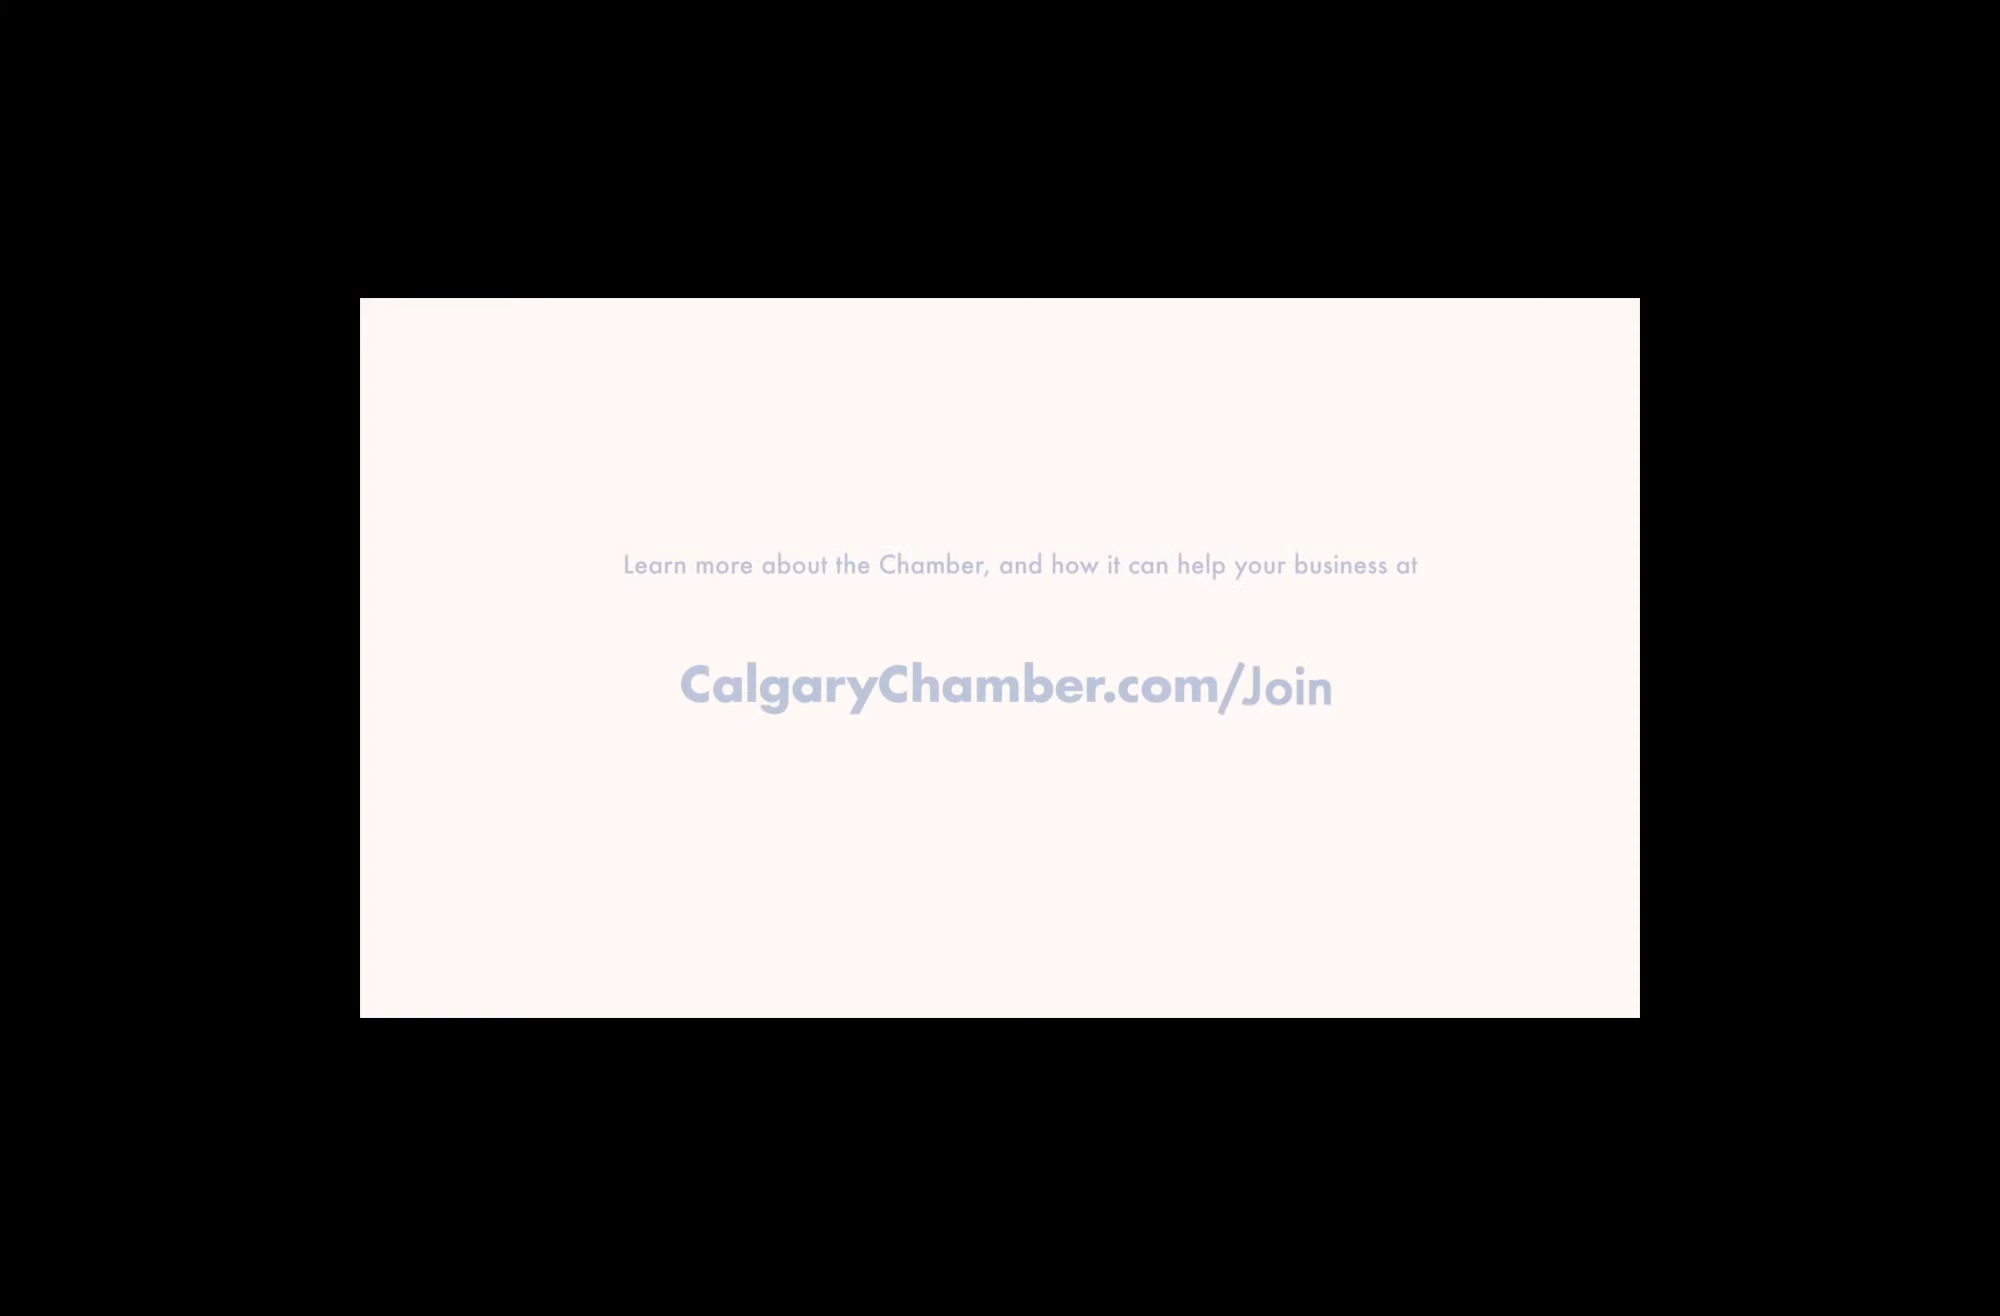 Learn more about the Chamber, and how it can help your business at
CalgaryChamber.com/Join